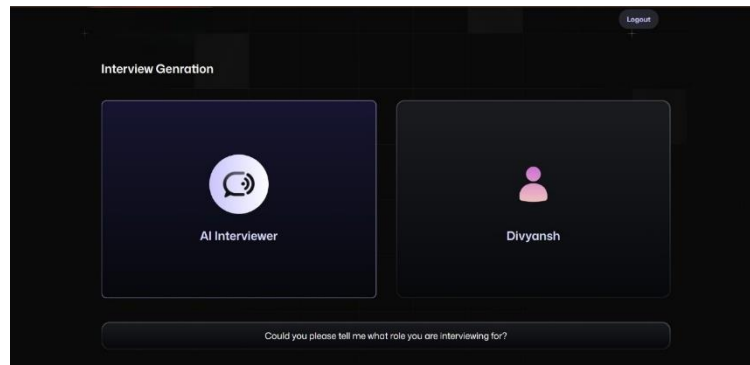 Logout
Interview Genration
AI Interviewer
Divyansh
Could you please tell me what role you are interviewing for?